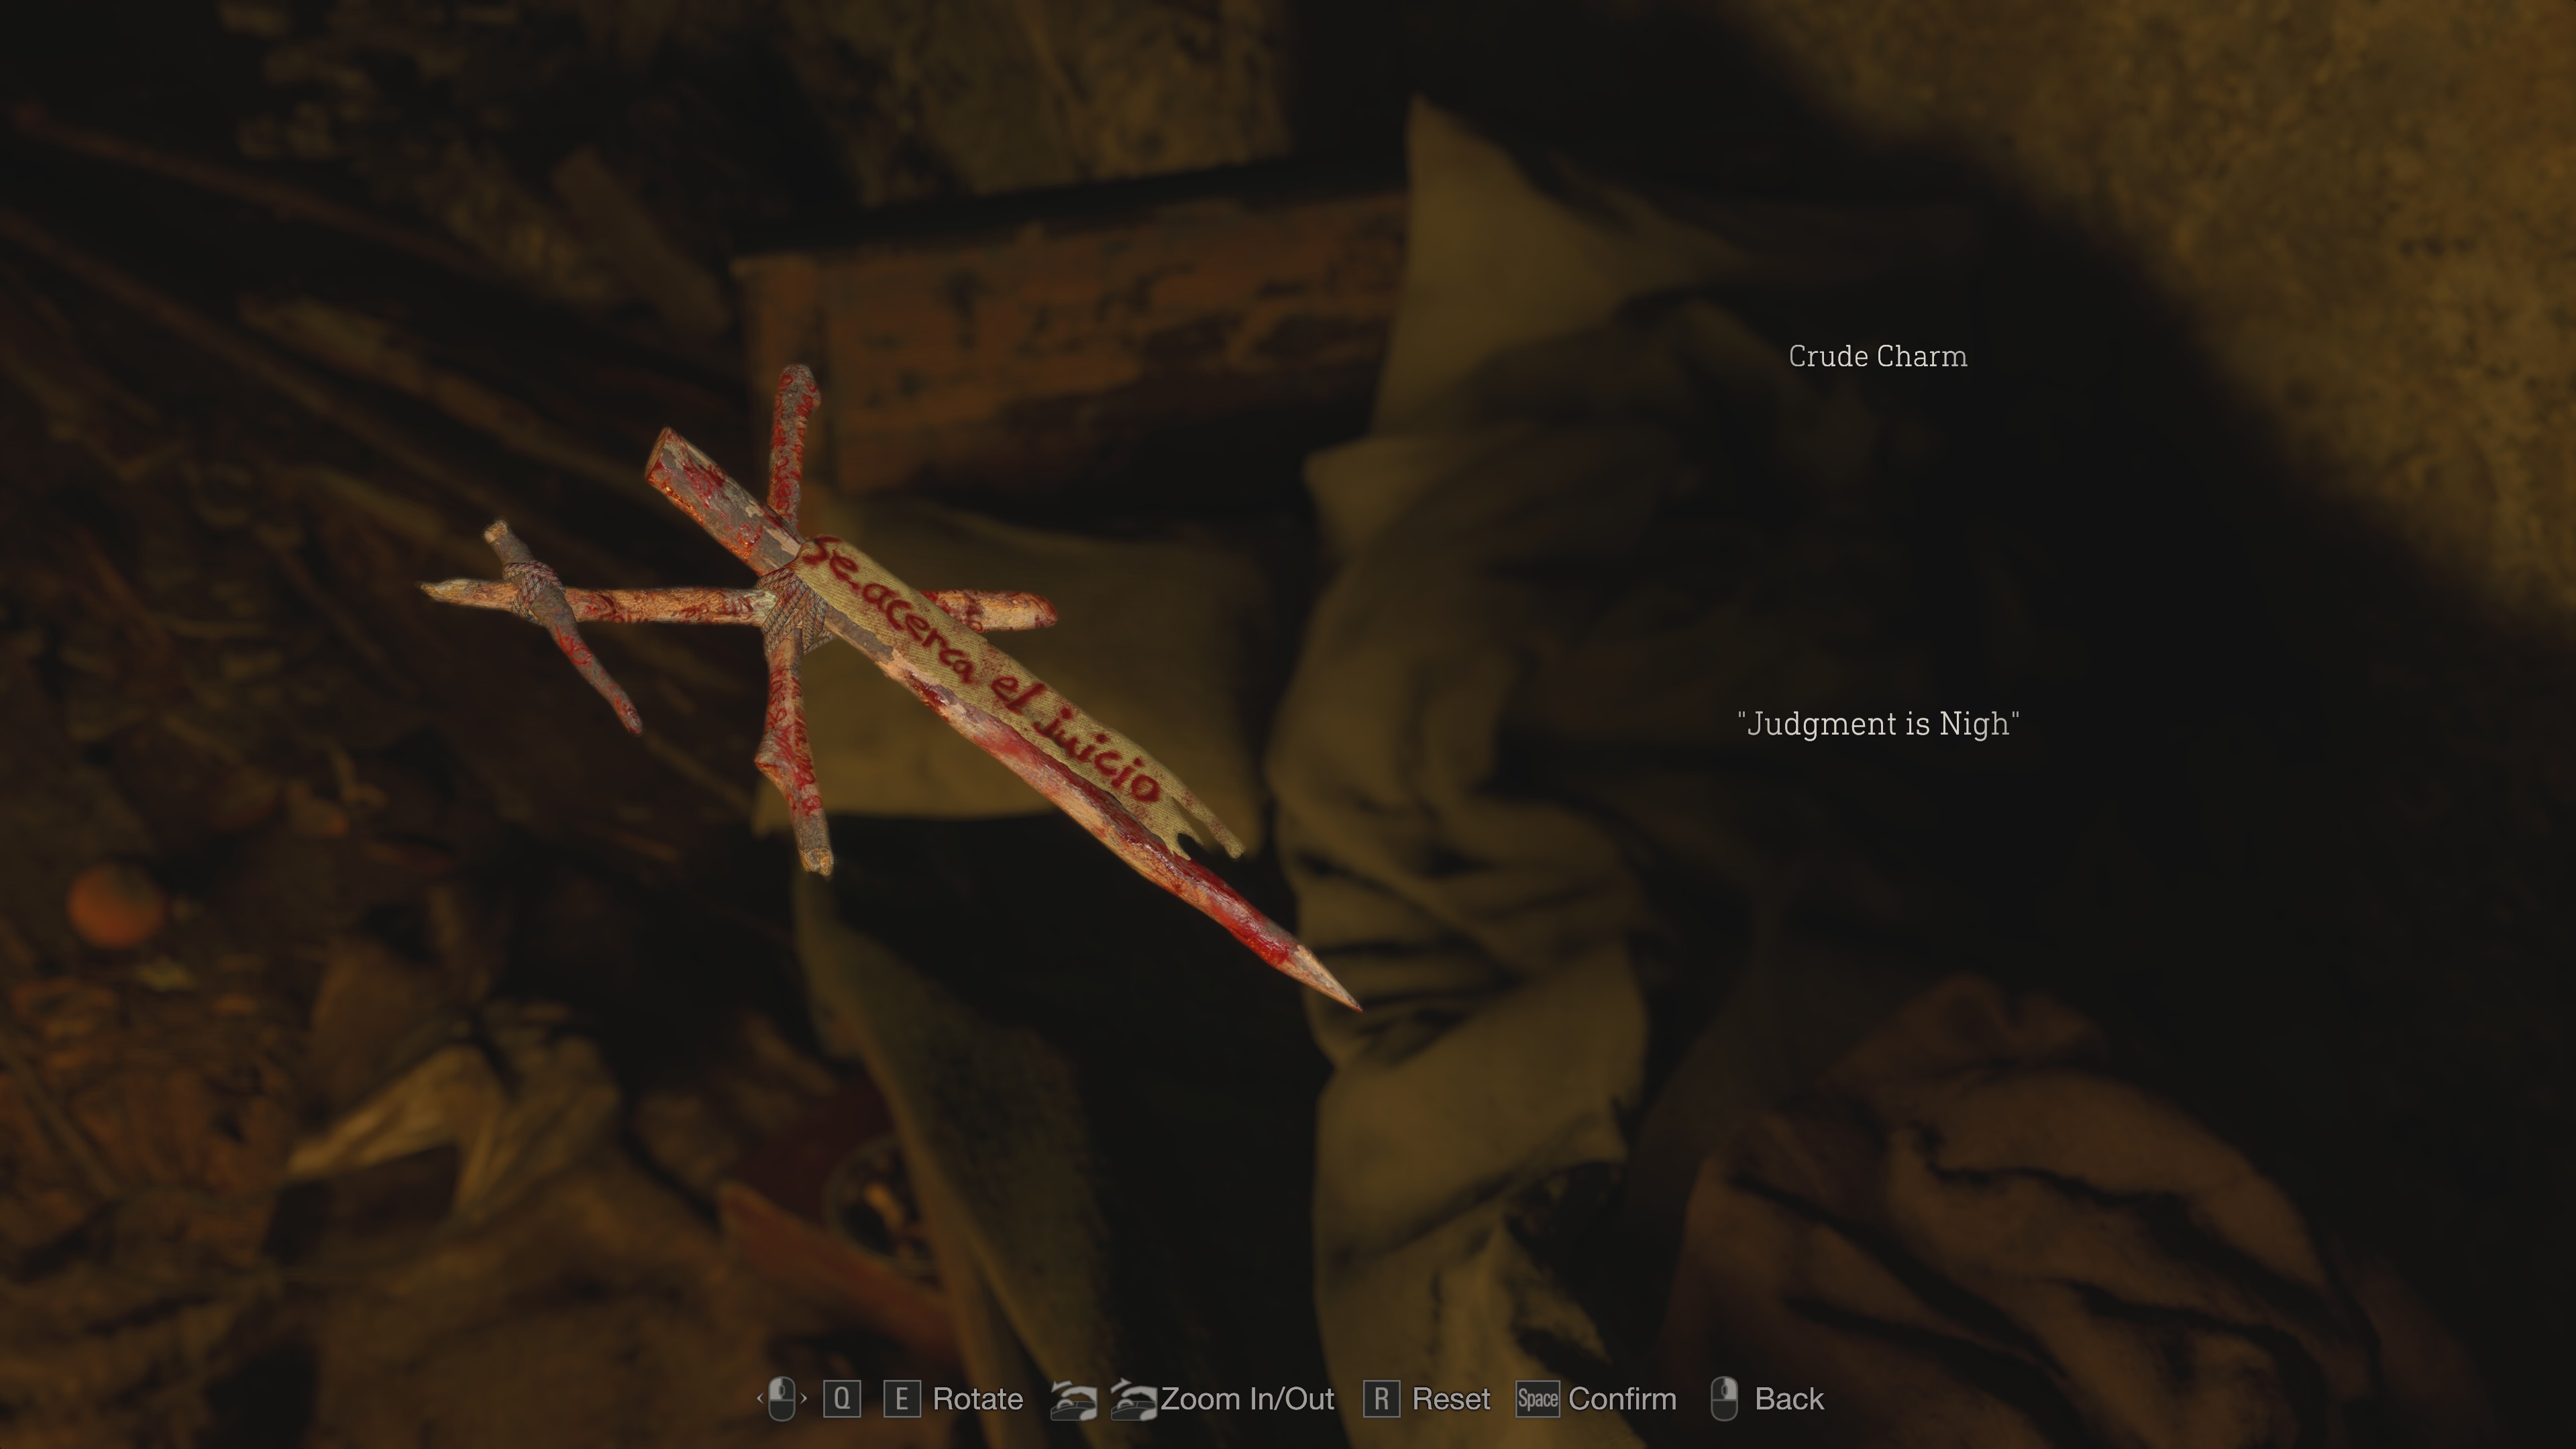 Crude Charm
Se acerca el juicio
"Judgment is Nigh"
Q E Rotate Zoom In/Out R Reset Space Confirm Back